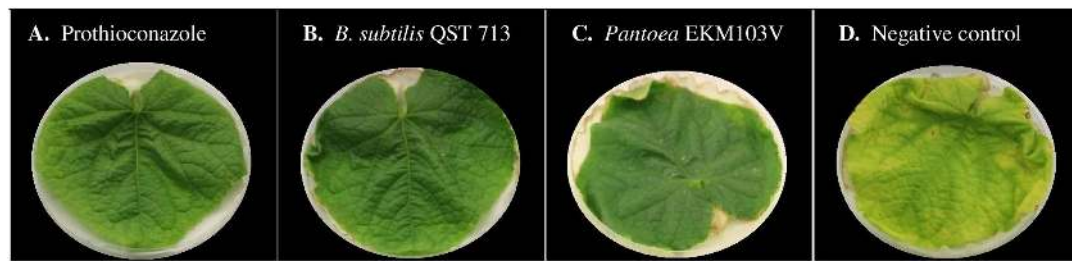 A. Prothioconazole
B. B. subtilis QST 713
C. Pantoea EKM103V
D. Negative control